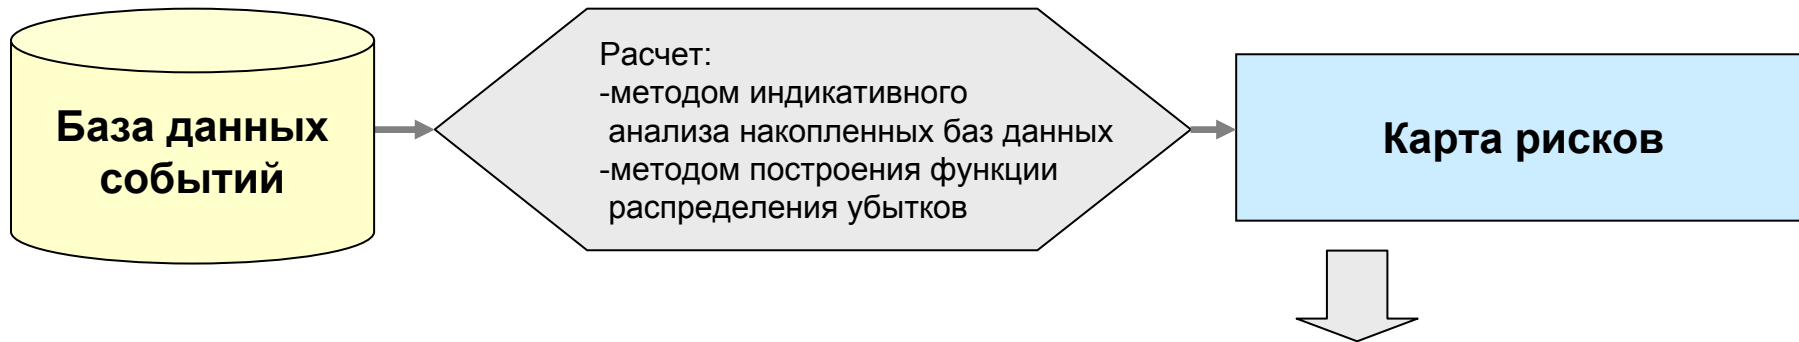 База данных
событий
Расчет:
-методом индикативного
анализа накопленных баз данных
-методом построения функции
распределения убытков
Карта рисков